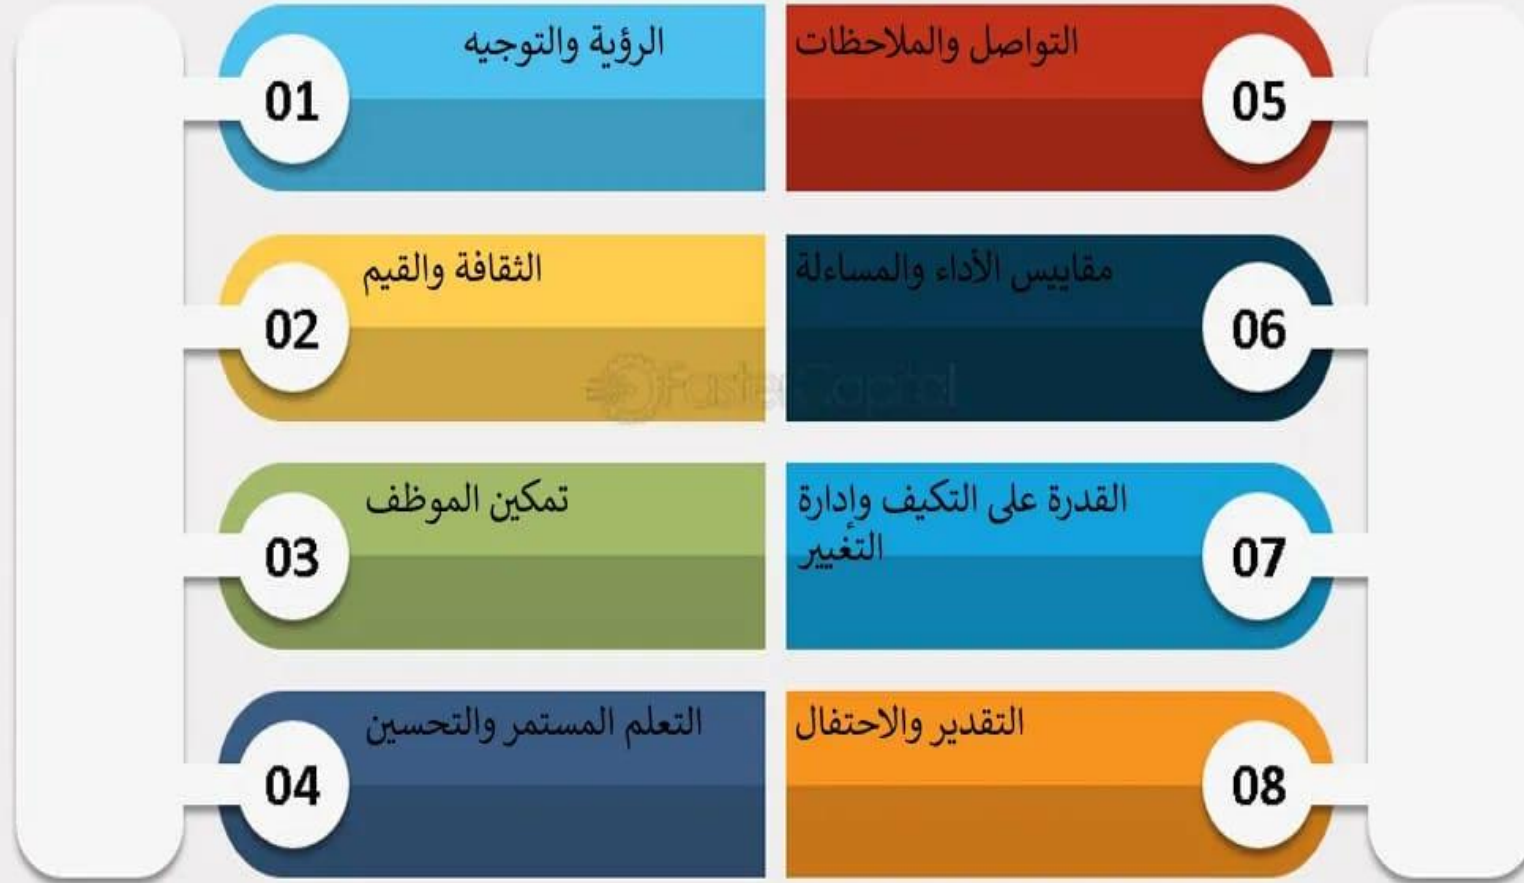 01
الرؤية والتوجيه
02
الثقافة والقيم
03
تمكين الموظف
04
التعلم المستمر والتحسين
05
التواصل والملاحظات
06
مقاييس الأداء والمساءلة
07
القدرة على التكيف وإدارة
التغيير
08
التقدير والاحتفال
FasterCapital